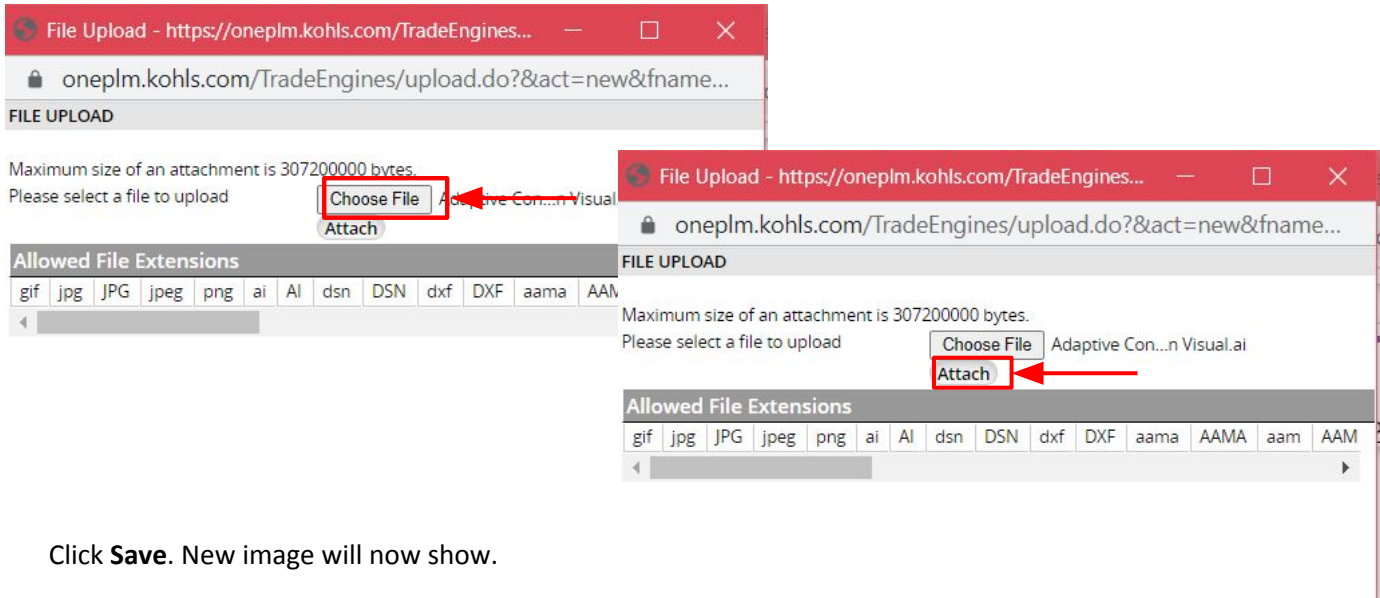 File Upload - https://oneplm.kohls.com/TradeEngines...
oneplm.kohls.com/TradeEngines/upload.do?&act=new&fname...
FILE UPLOAD
Maximum size of an attachment is 307200000 bytes.
Please select a file to upload Choose File Adaptive Con...n Visual.
Attach
Allowed File Extensions
gif jpg JPG jpeg png ai AI dsn DSN dxf DXF aama AAM
File Upload - https://oneplm.kohls.com/TradeEngines...
oneplm.kohls.com/TradeEngines/upload.do?&act=new&fname...
FILE UPLOAD
Maximum size of an attachment is 307200000 bytes.
Please select a file to upload Choose File Adaptive Con...n Visual.ai
Attach
Allowed File Extensions
gif jpg JPG jpeg png ai AI dsn DSN dxf DXF aama AAMA aam AAM
Click Save. New image will now show.